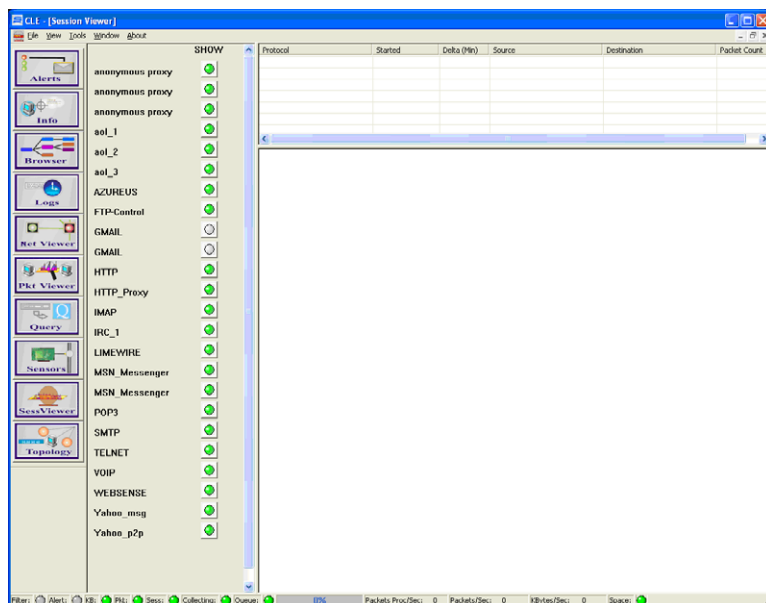 CLE - [Session Viewer]
File View Tools Window About
Alerts
Info
Browser
Logs
Net Viewer
Pkt Viewer
Query
Sensors
SessViewer
Topology
SHOW
anonymous proxy
anonymous proxy
anonymous proxy
aol_1
aol_2
aol_3
AZUREUS
FTP-Control
GMAIL
GMAIL
HTTP
HTTP_Proxy
IMAP
IRC_1
LIMEWIRE
MSN_Messenger
MSN_Messenger
POP3
SMTP
TELNET
VOIP
WEBSENSE
Yahoo_msg
Yahoo_p2p
Protocol Started Delta (Min) Source Destination Packet Count
Filter: Alert: KB: Pkt: Sess: Collecting: Queue: Packets Proc/Sec: 0 Packets/Sec: 0 KBytes/Sec: 0 Space: